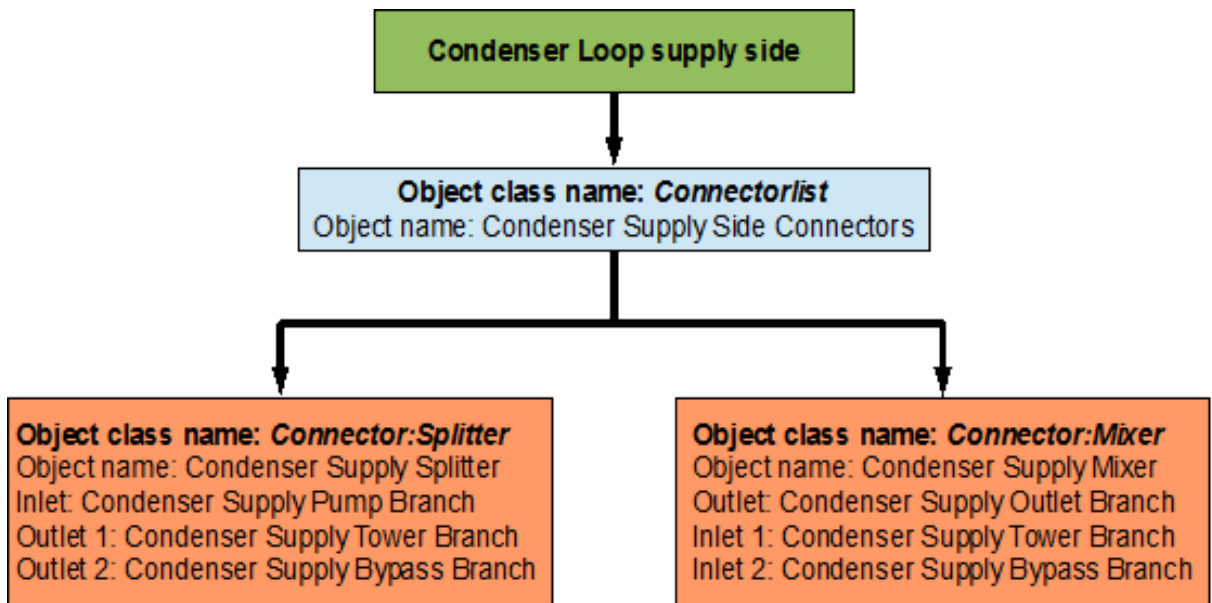 Condenser Loop supply side
Object class name: Connectorlist
Object name: Condenser Supply Side Connectors
Object class name: Connector:Splitter
Object name: Condenser Supply Splitter
Inlet: Condenser Supply Pump Branch
Outlet 1: Condenser Supply Tower Branch
Outlet 2: Condenser Supply Bypass Branch
Object class name: Connector:Mixer
Object name: Condenser Supply Mixer
Outlet: Condenser Supply Outlet Branch
Inlet 1: Condenser Supply Tower Branch
Inlet 2: Condenser Supply Bypass Branch